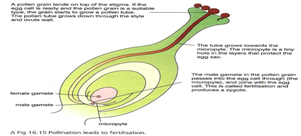 A pollen grain lands on top of the stigma. If the
egg cell is ready and the pollen grain is a suitable
type, the grain starts to grow a pollen tube.
The pollen tube grows down through the style
and ovule wall.
The tube grows towards the
micropyle. The micropyle is a tiny
hole in the layers that protect the
egg sac.
The male gamete in the pollen grain
passes into the egg cell through (the
micropyle), and joins with the egg
cell. This is called fertilisation and
produces a zygote.
female gamete
male gamete
micropyle
△ Fig 16.15 Pollination leads to fertilisation.